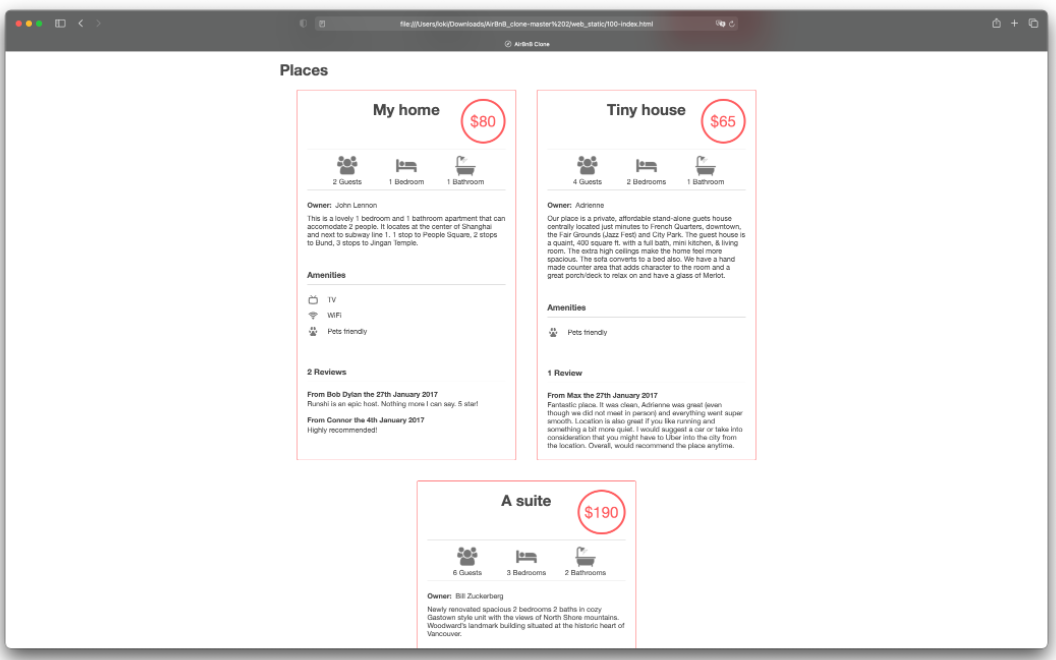 file:///Users/loki/Downloads/AirBnB_clone-master%202/web_static/100-index.html
AirBnB Clone
Places
My home
$80
2 Guests
1 Bedroom
1 Bathroom
Owner: John Lennon
This is a lovely 1 bedroom and 1 bathroom apartment that can
accomodate 2 people. It locates at the center of Shanghai
and next to subway line 1. 1 stop to People Square, 2 stops
to Bund, 3 stops to Jingan Temple.
Amenities
TV
WiFi
Pets friendly
2 Reviews
From Bob Dylan the 27th January 2017
Runshi is an epic host. Nothing more I can say. 5 star!
From Connor the 4th January 2017
Highly recommended!
Tiny house
$65
4 Guests
2 Bedrooms
1 Bathroom
Owner: Adrienne
Our place is a private, affordable stand-alone guets house
centrally located just minutes to French Quarters, downtown,
the Fair Grounds (Jazz Fest) and City Park. The guest house is
a quaint, 400 square ft. with a full bath, mini kitchen, & living
room. The extra high ceilings make the home feel more
spacious. The sofa converts to a bed also. We have a hand
made counter area that adds character to the room and a
great porch/deck to relax on and have a glass of Merlot.
Amenities
Pets friendly
1 Review
From Max the 27th January 2017
Fantastic place. It was clean, Adrienne was great (even
though we did not meet in person) and everything went super
smooth. Location is also great if you like running and
something a bit more quiet. I would suggest a car or take into
consideration that you might have to Uber into the city from
the location. Overall, would recommend the place anytime.
A suite
$190
6 Guests
3 Bedrooms
2 Bathrooms
Owner: Bill Zuckerberg
Newly renovated spacious 2 bedrooms 2 baths in cozy
Gastown style unit with the views of North Shore mountains.
Woodward's landmark building situated at the historic heart of
Vancouver.